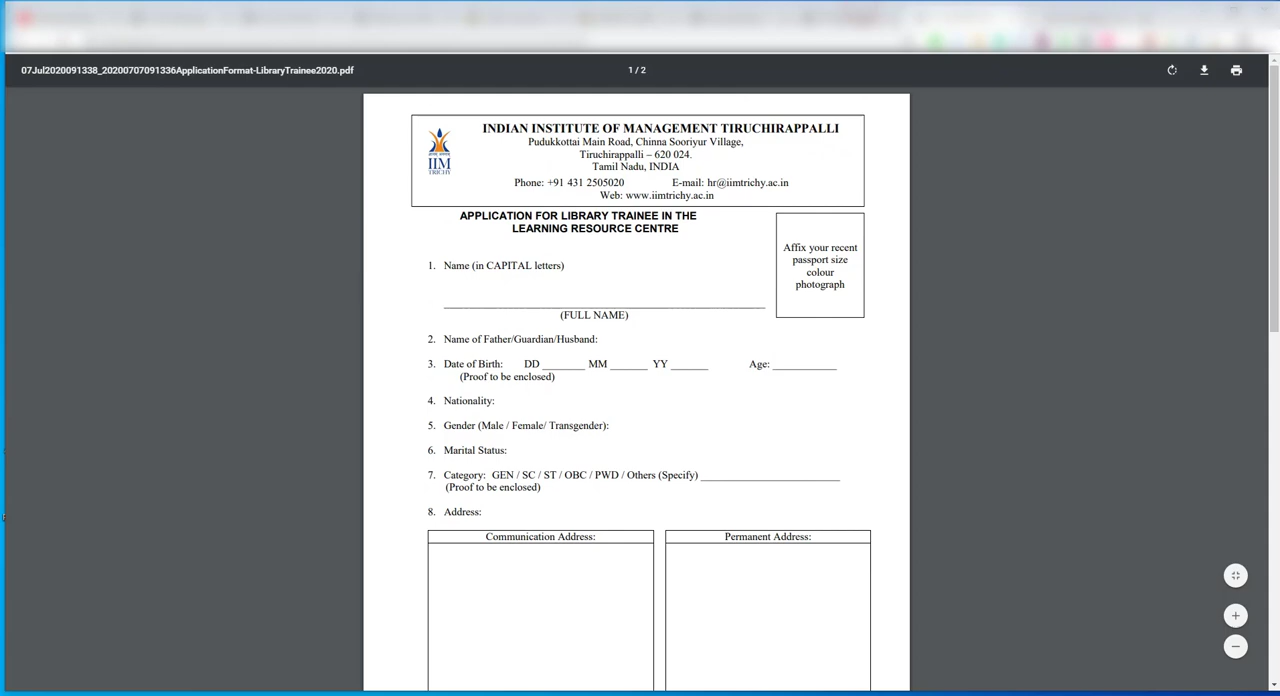 07Jul2020091338_20200707091336ApplicationFormat-LibraryTrainee2020.pdf
1 / 2
INDIAN INSTITUTE OF MANAGEMENT TIRUCHIRAPPALLI
Pudukkottai Main Road, Chinna Sooriyur Village,
Tiruchirappalli – 620 024.
Tamil Nadu, INDIA
Phone: +91 431 2505020 E-mail: hr@iimtrichy.ac.in
Web: www.iimtrichy.ac.in
IIM
TRICHY
APPLICATION FOR LIBRARY TRAINEE IN THE
LEARNING RESOURCE CENTRE
Affix your recent
passport size
colour
photograph
1. Name (in CAPITAL letters)
(FULL NAME)
2. Name of Father/Guardian/Husband:
3. Date of Birth: DD ________ MM _______ YY _______ Age: ____________
(Proof to be enclosed)
4. Nationality:
5. Gender (Male / Female/ Transgender):
6. Marital Status:
7. Category: GEN / SC / ST / OBC / PWD / Others (Specify) __________________________
(Proof to be enclosed)
8. Address:
Communication Address:
Permanent Address: